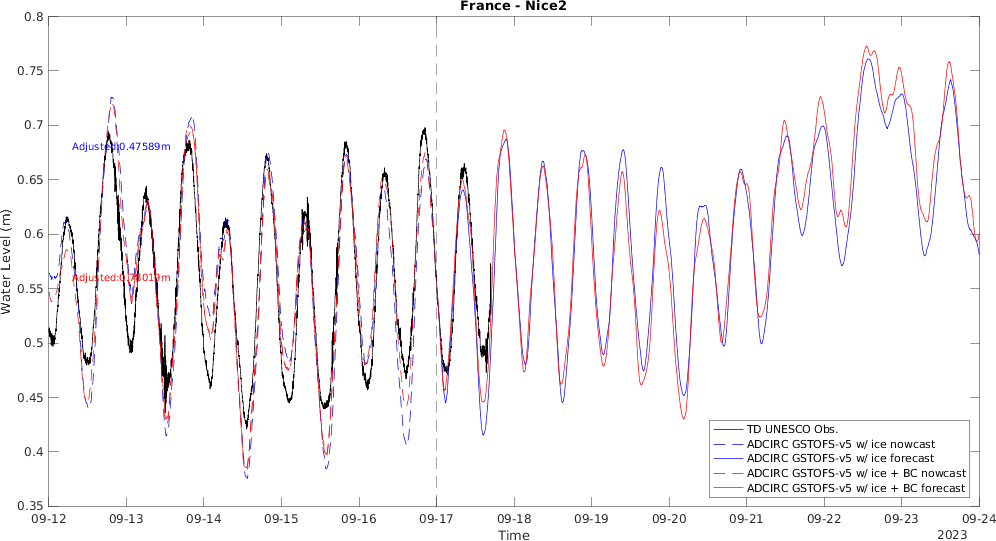 France - Nice2
Water Level (m)
0.8
0.75
0.7
0.65
0.6
0.55
0.5
0.45
0.4
0.35
Adjusted:0.47589m
TD UNESCO Obs.
ADCIRC GSTOFS-v5 w/ ice nowcast
ADCIRC GSTOFS-v5 w/ ice forecast
ADCIRC GSTOFS-v5 w/ ice + BC nowcast
ADCIRC GSTOFS-v5 w/ ice + BC forecast
09-12 09-13 09-14 09-15 09-16 09-17 09-18 09-19 09-20 09-21 09-22 09-23 09-24
Time
2023